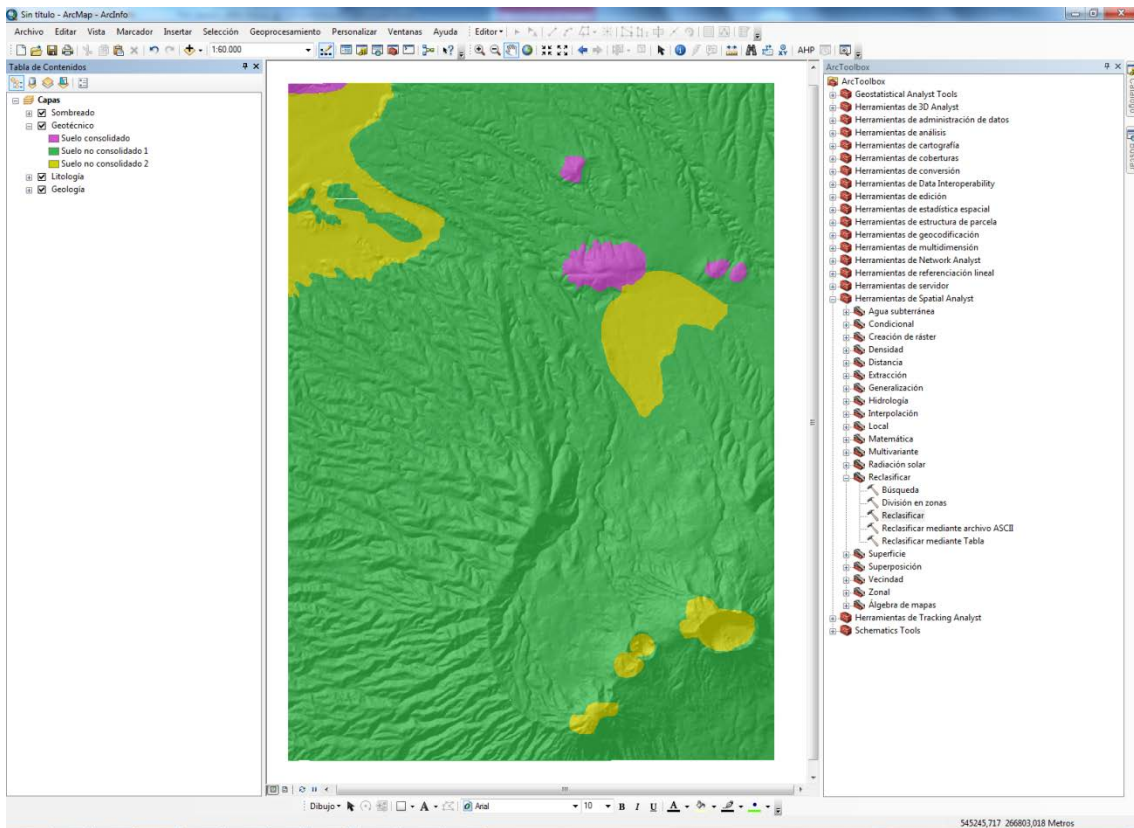 Sin título - ArcMap - ArcInfo
Archivo Editar Vista Marcador Insertar Selección Geoprocesamiento Personalizar Ventanas Ayuda Editor
1:60.000
AHP
Tabla de Contenidos
Capas
Sombreado
Geotécnico
Suelo consolidado
Suelo no consolidado 1
Suelo no consolidado 2
Litología
Geología
ArcToolbox
ArcToolbox
Geostatistical Analyst Tools
Herramientas de 3D Analyst
Herramientas de administración de datos
Herramientas de análisis
Herramientas de cartografía
Herramientas de coberturas
Herramientas de conversión
Herramientas de Data Interoperability
Herramientas de edición
Herramientas de estadística espacial
Herramientas de estructura de parcela
Herramientas de geocodificación
Herramientas de multidimensión
Herramientas de Network Analyst
Herramientas de referenciación lineal
Herramientas de servidor
Herramientas de Spatial Analyst
Agua subterránea
Condicional
Creación de ráster
Densidad
Distancia
Extracción
Generalización
Hidrología
Interpolación
Local
Matemática
Multivariante
Radiación solar
Reclasificar
Búsqueda
División en zonas
Reclasificar
Reclasificar mediante archivo ASCII
Reclasificar mediante Tabla
Superficie
Superposición
Vecindad
Zonal
Álgebra de mapas
Herramientas de Tracking Analyst
Schematics Tools
Catálogo
Buscar
Dibujo A Arial 10 B I U A
545245,717 266803,018 Metros